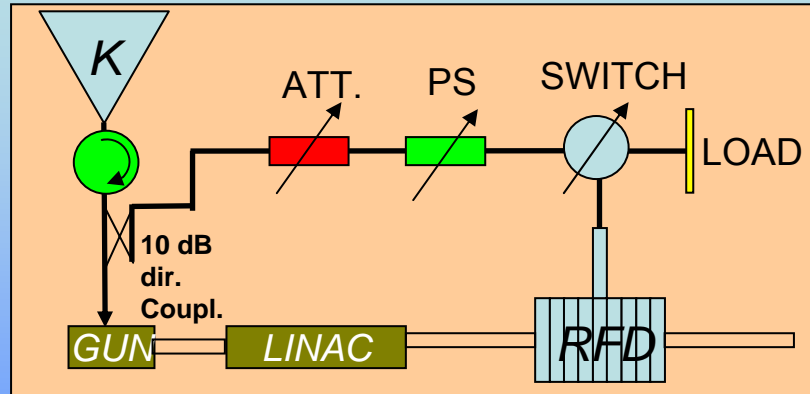 K
ATT.
PS
SWITCH
LOAD
10 dB
dir.
Coupl.
GUN
LINAC
RFD